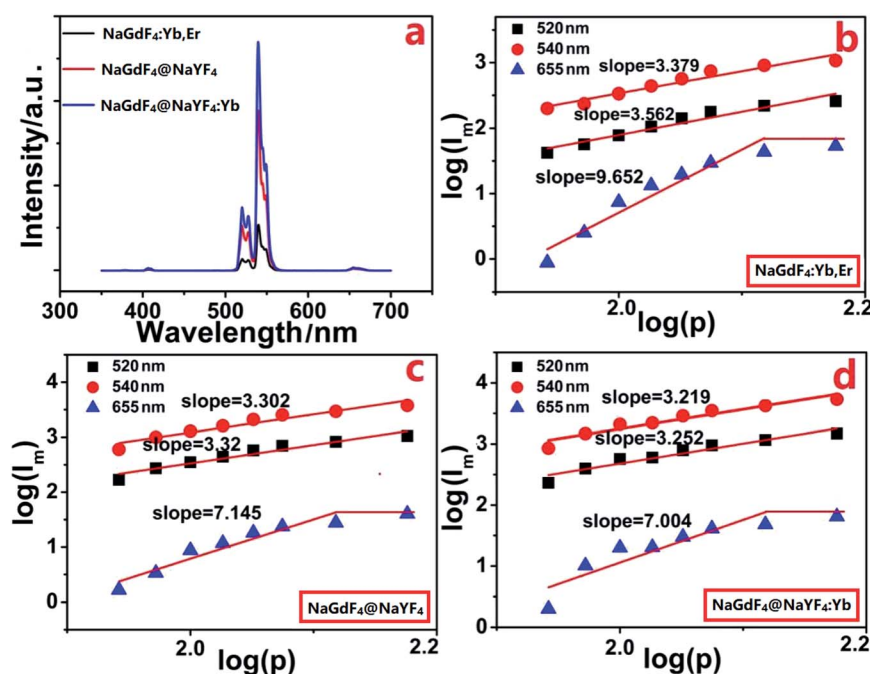 a
NaGdF₄:Yb,Er
NaGdF₄@NaYF₄
NaGdF₄@NaYF₄:Yb
Intensity/a.u.
300 400 500 600 700
Wavelength/nm
b
520 nm
540 nm
655 nm
slope=3.379
slope=3.562
slope=9.652
log(Iₘ)
3
2
1
0
NaGdF₄:Yb,Er
2.0 2.2
log(p)
c
520 nm
540 nm
655 nm
slope=3.302
slope=3.32
slope=7.145
log(Iₘ)
4
3
2
1
0
NaGdF₄@NaYF₄
2.0 2.2
log(p)
d
520 nm
540 nm
655 nm
slope=3.219
slope=3.252
slope=7.004
log(Iₘ)
4
3
2
1
0
NaGdF₄@NaYF₄:Yb
2.0 2.2
log(p)